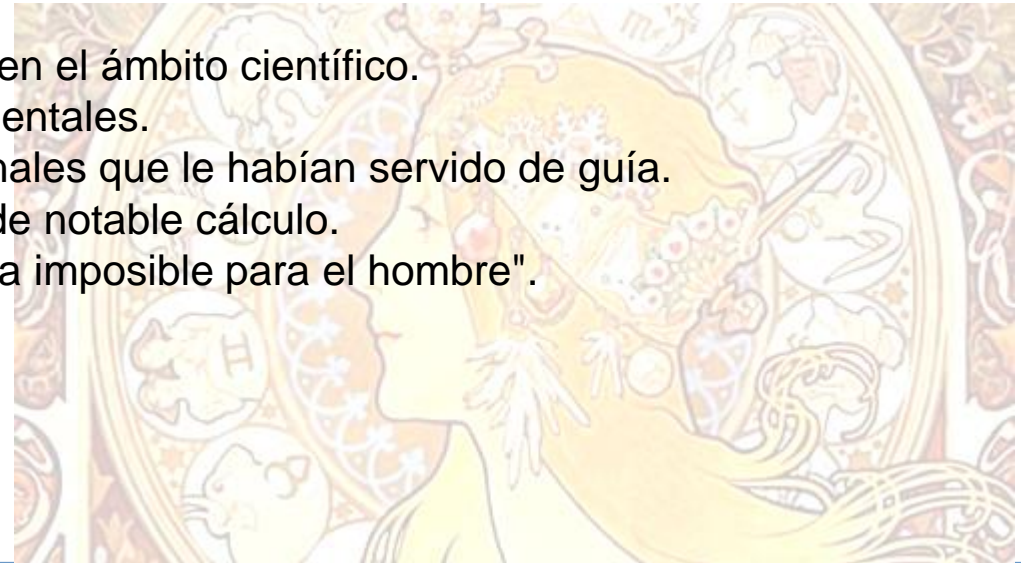 en el ámbito científico.
entales.
nales que le habían servido de guía.
de notable cálculo.
a imposible para el hombre".